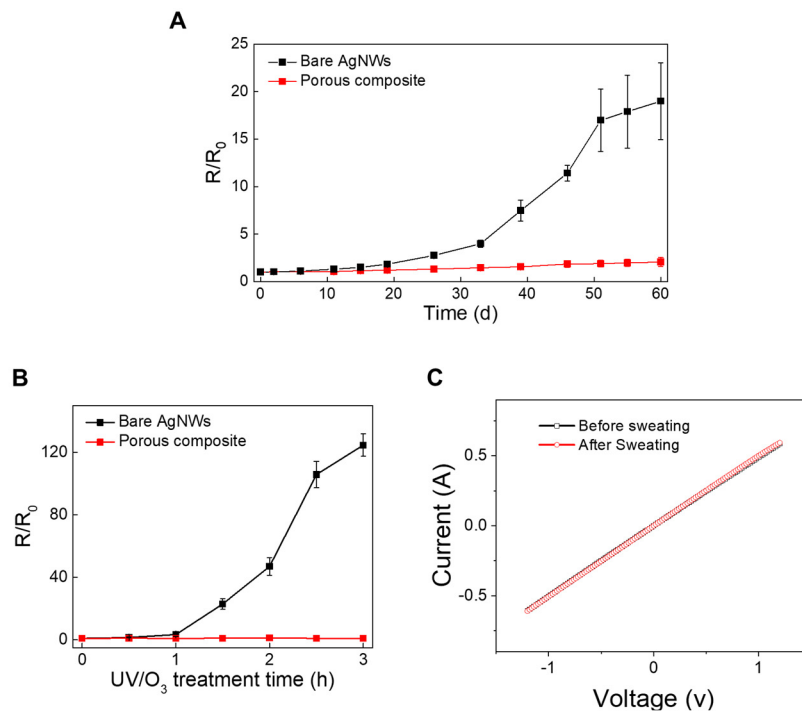 A
25
20
15
10
5
0
R/R₀
Bare AgNWs
Porous composite
0 10 20 30 40 50 60
Time (d)
B
120
80
40
0
R/R₀
Bare AgNWs
Porous composite
0 1 2 3
UV/O₃ treatment time (h)
C
0.5
0.0
-0.5
Current (A)
Before sweating
After Sweating
-1 0 1
Voltage (v)